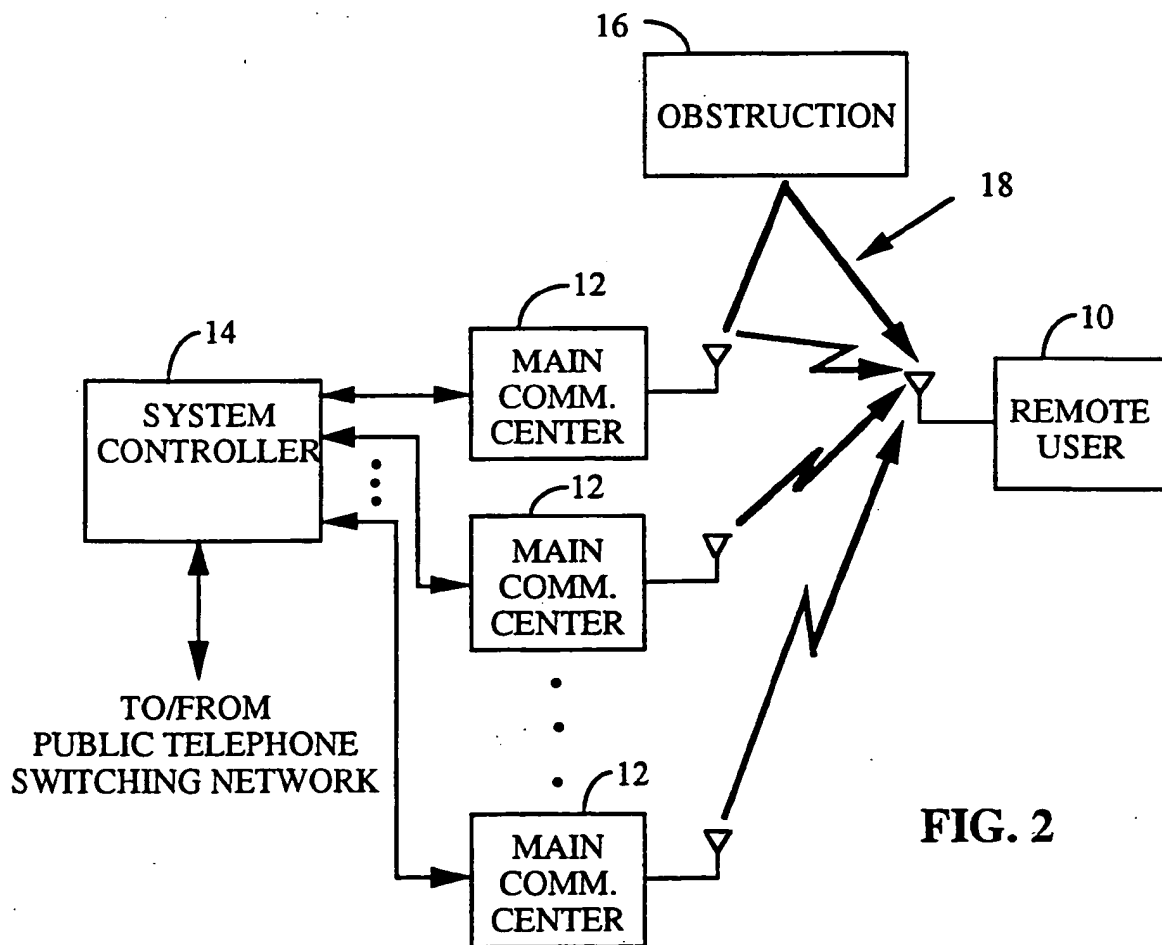 16
OBSTRUCTION
18
12
MAIN
COMM.
CENTER
14
SYSTEM
CONTROLLER
10
REMOTE
USER
12
MAIN
COMM.
CENTER
TO/FROM
PUBLIC TELEPHONE
SWITCHING NETWORK
12
MAIN
COMM.
CENTER
FIG. 2